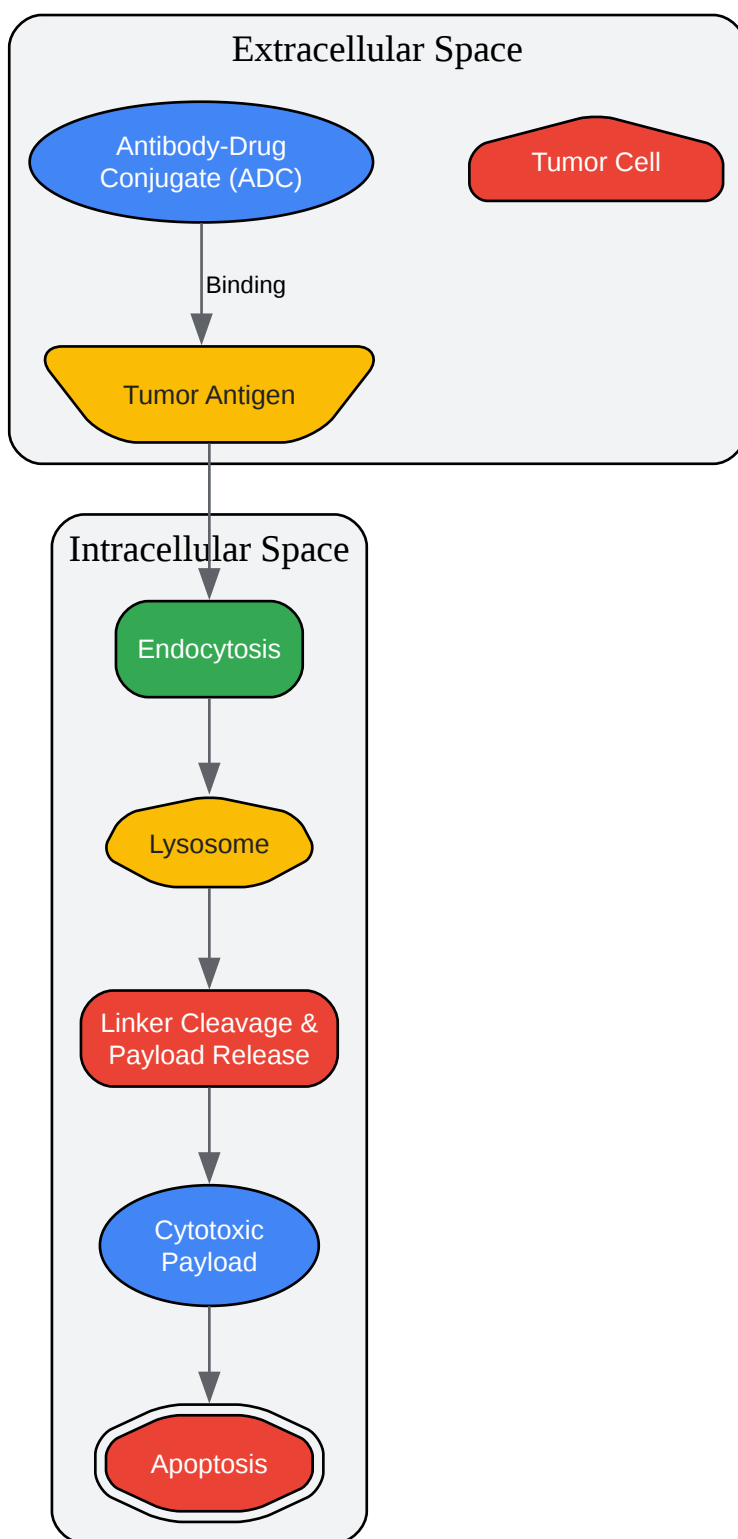 Extracellular Space
Antibody-Drug
Conjugate (ADC)
Tumor Cell
Binding
Tumor Antigen
Intracellular Space
Endocytosis
Lysosome
Linker Cleavage &
Payload Release
Cytotoxic
Payload
Apoptosis